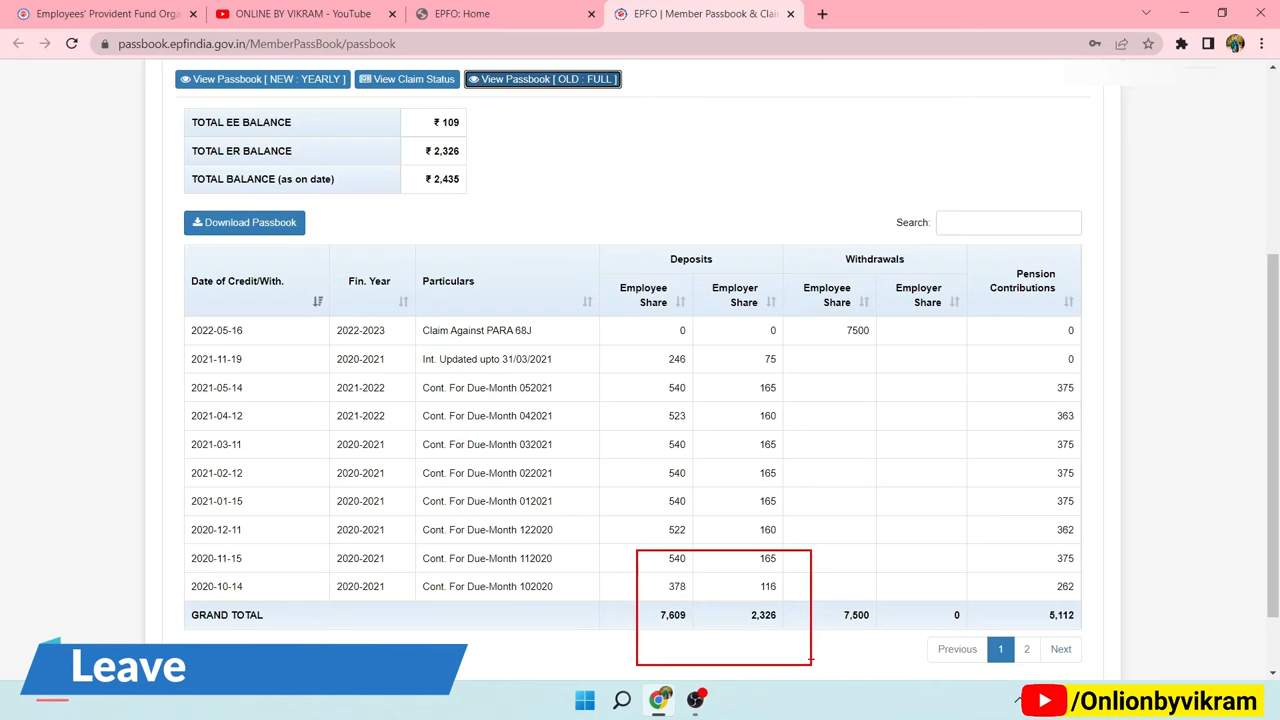 Employees' Provident Fund Orga
ONLINE BY VIKRAM - YouTube
EPFO: Home
EPFO | Member Passbook & Clai
passbook.epfindia.gov.in/MemberPassBook/passbook
View Passbook [ NEW : YEARLY ]
View Claim Status
View Passbook [ OLD : FULL ]
TOTAL EE BALANCE ₹ 109
TOTAL ER BALANCE ₹ 2,326
TOTAL BALANCE (as on date) ₹ 2,435
Download Passbook
Search:
Deposits Withdrawals
Date of Credit/With. Fin. Year Particulars Employee Share Employer Share Employee Share Employer Share Pension Contributions
2022-05-16 2022-2023 Claim Against PARA 68J 0 0 7500 0
2021-11-19 2020-2021 Int. Updated upto 31/03/2021 246 75 0
2021-05-14 2021-2022 Cont. For Due-Month 052021 540 165 375
2021-04-12 2021-2022 Cont. For Due-Month 042021 523 160 363
2021-03-11 2020-2021 Cont. For Due-Month 032021 540 165 375
2021-02-12 2020-2021 Cont. For Due-Month 022021 540 165 375
2021-01-15 2020-2021 Cont. For Due-Month 012021 540 165 375
2020-12-11 2020-2021 Cont. For Due-Month 122020 522 160 362
2020-11-15 2020-2021 Cont. For Due-Month 112020 540 165 375
2020-10-14 2020-2021 Cont. For Due-Month 102020 378 116 262
GRAND TOTAL 7,609 2,326 7,500 0 5,112
Previous 1 2 Next
Leave
/Onlionbyvikram